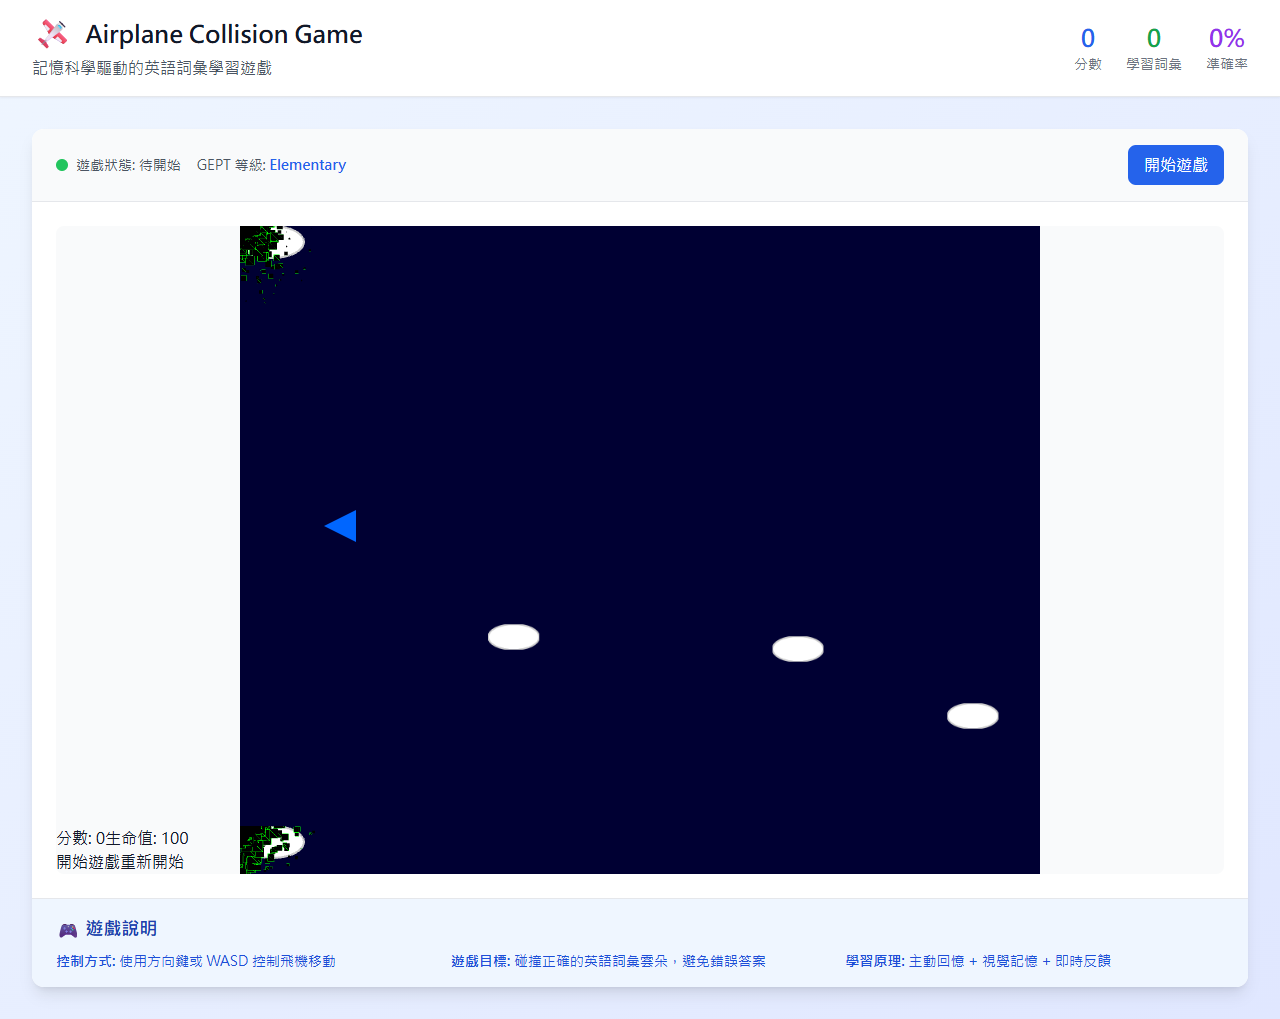 Airplane Collision Game
記憶科學驅動的英語詞彙學習遊戲
0
分數
0
學習詞彙
0%
準確率
遊戲狀態: 待開始
GEPT 等級: Elementary
開始遊戲
分數: 0生命值: 100
開始遊戲重新開始
遊戲說明
控制方式: 使用方向鍵或 WASD 控制飛機移動
遊戲目標: 碰撞正確的英語詞彙雲朵，避免錯誤答案
學習原理: 主動回憶 + 視覺記憶 + 即時反饋